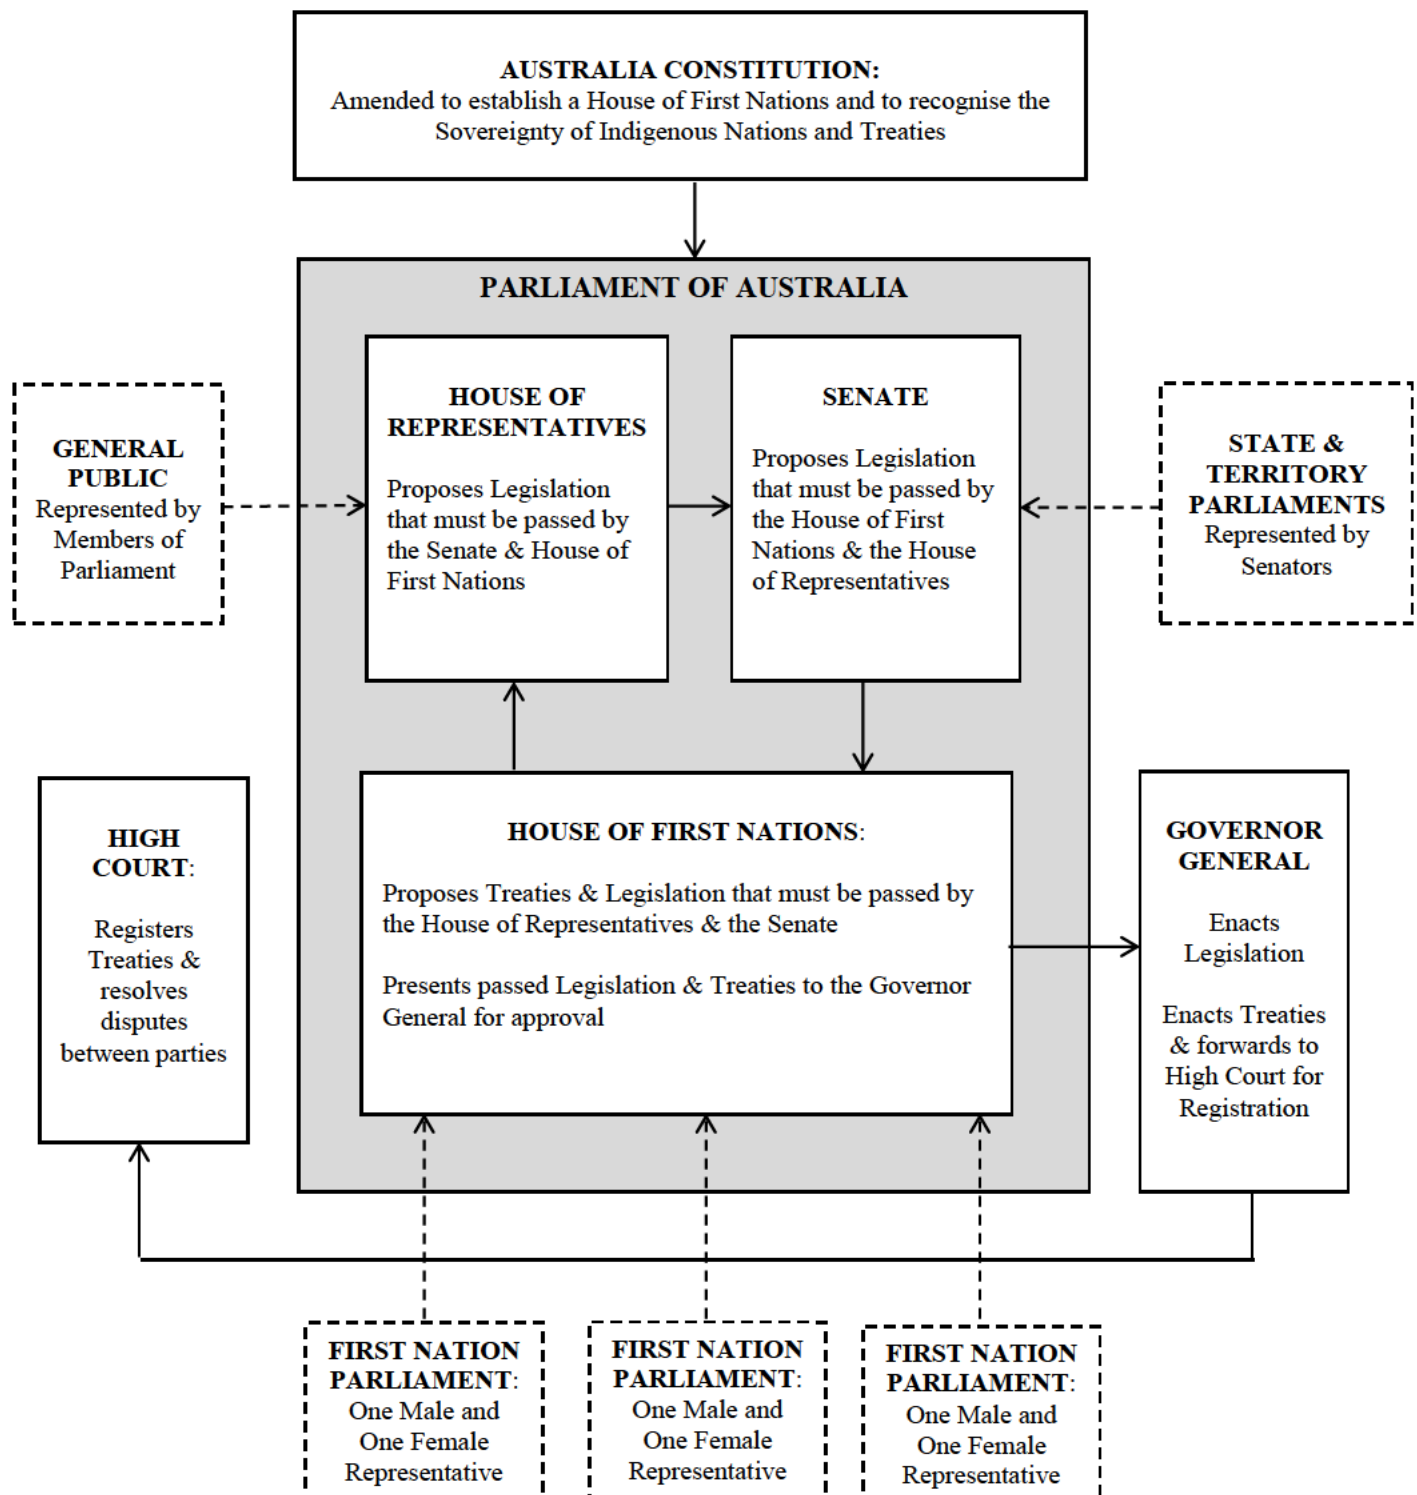 AUSTRALIA CONSTITUTION:
Amended to establish a House of First Nations and to recognise the
Sovereignty of Indigenous Nations and Treaties
PARLIAMENT OF AUSTRALIA
HOUSE OF
REPRESENTATIVES
Proposes Legislation
that must be passed by
the Senate & House of
First Nations
SENATE
Proposes Legislation
that must be passed by
the House of First
Nations & the House
of Representatives
GENERAL
PUBLIC
Represented by
Members of
Parliament
STATE &
TERRITORY
PARLIAMENTS
Represented by
Senators
HIGH
COURT:
Registers
Treaties &
resolves
disputes
between parties
HOUSE OF FIRST NATIONS:
Proposes Treaties & Legislation that must be passed by
the House of Representatives & the Senate
Presents passed Legislation & Treaties to the Governor
General for approval
GOVERNOR
GENERAL
Enacts
Legislation
Enacts Treaties
& forwards to
High Court for
Registration
FIRST NATION
PARLIAMENT:
One Male and
One Female
Representative
FIRST NATION
PARLIAMENT:
One Male and
One Female
Representative
FIRST NATION
PARLIAMENT:
One Male and
One Female
Representative